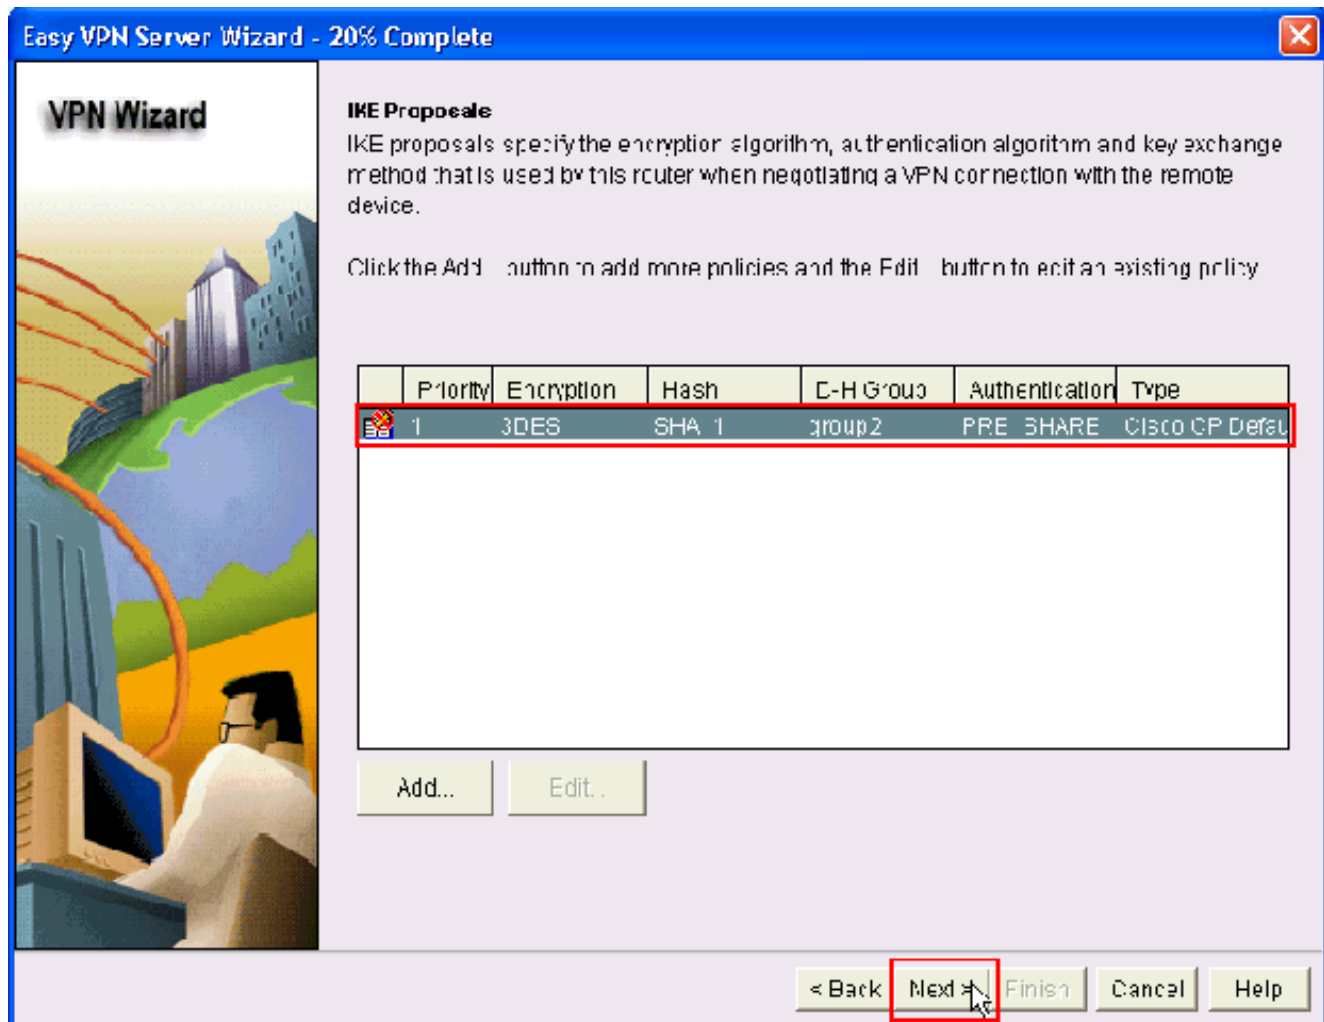 Easy VPN Server Wizard - 20% Complete
VPN Wizard
IKE Proposals
IKE proposals specify the encryption algorithm, authentication algorithm and key exchange
method that is used by this router when negotiating a VPN connection with the remote
device.
Click the Add... button to add more policies and the Edit... button to edit an existing policy.
Priority Encryption Hash D-H Group Authentication Type
1 3DES SHA_1 group2 PRE_SHARE Cisco CP Defau
Add... Edit...
< Back Next > Finish Cancel Help